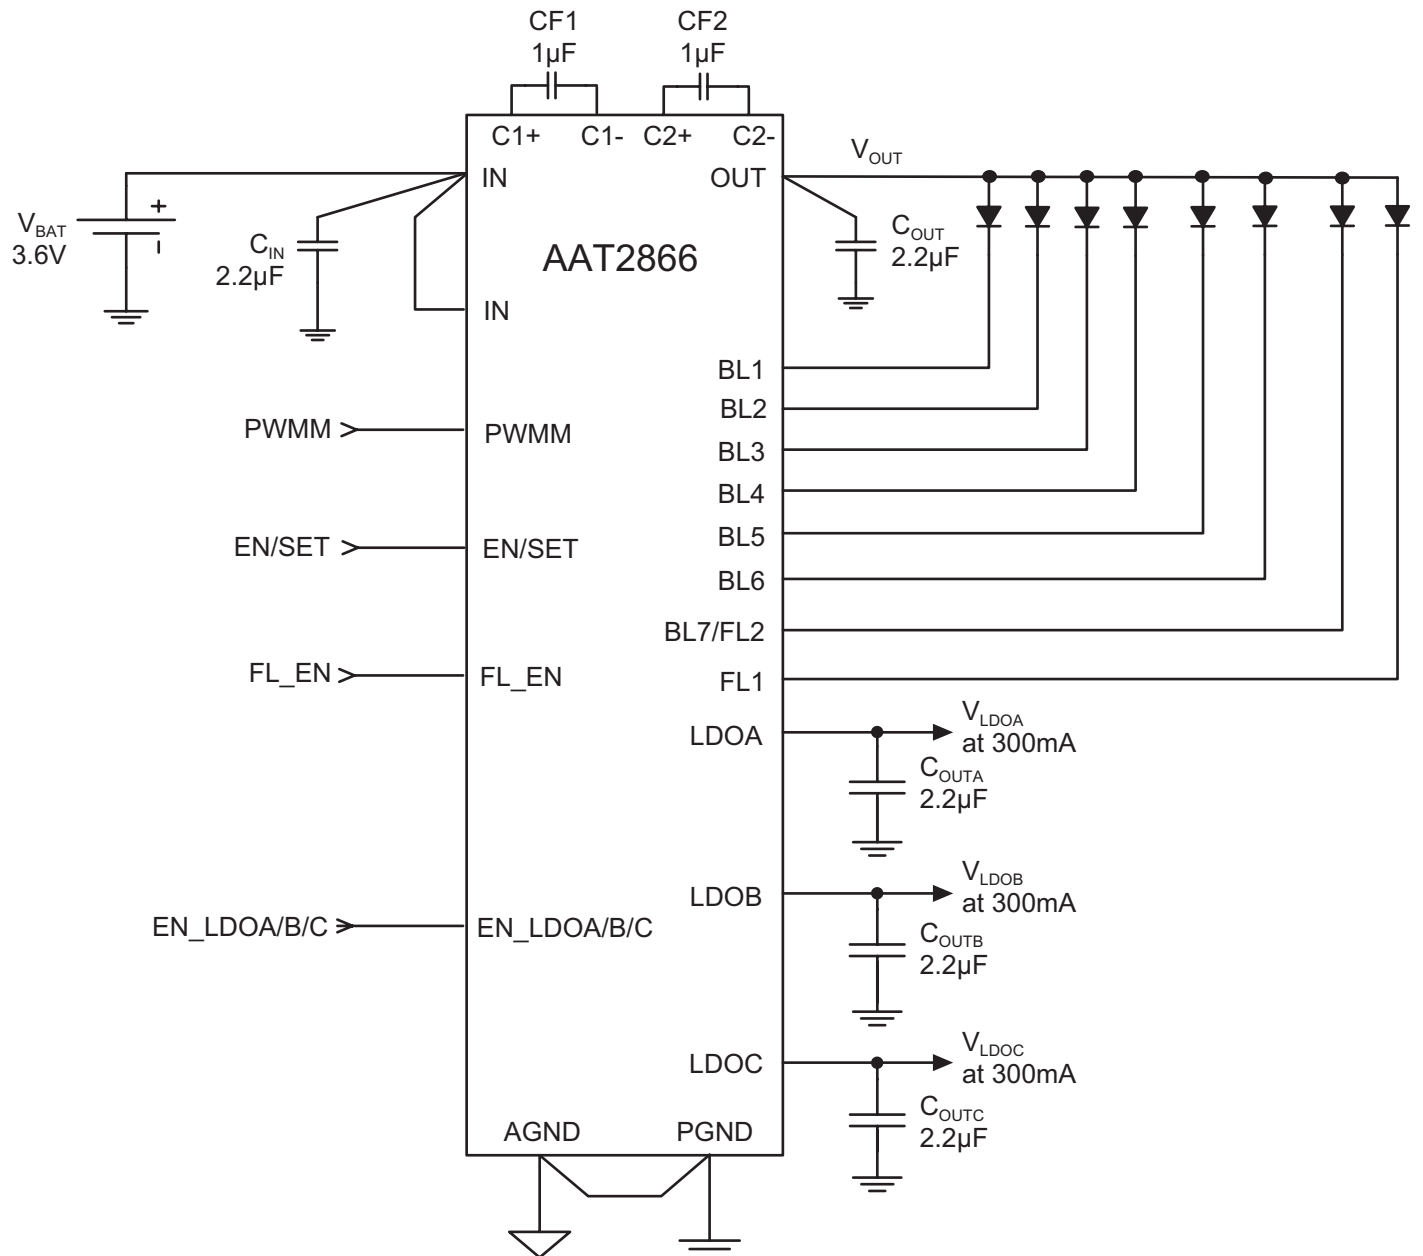 CF1
1µF
CF2
1µF
C1+
C1-
C2+
C2-
IN
OUT
VOUT
VBAT
3.6V
+
–
CIN
2.2µF
AAT2866
COUT
2.2µF
IN
BL1
BL2
PWMM
PWMM
BL3
BL4
EN/SET
EN/SET
BL5
BL6
BL7/FL2
FL_EN
FL_EN
FL1
LDOA
VLDOA
at 300mA
COUTA
2.2µF
LDOB
VLDOB
at 300mA
EN_LDOA/B/C
EN_LDOA/B/C
COUTB
2.2µF
LDOC
VLDOC
at 300mA
COUTC
2.2µF
AGND
PGND